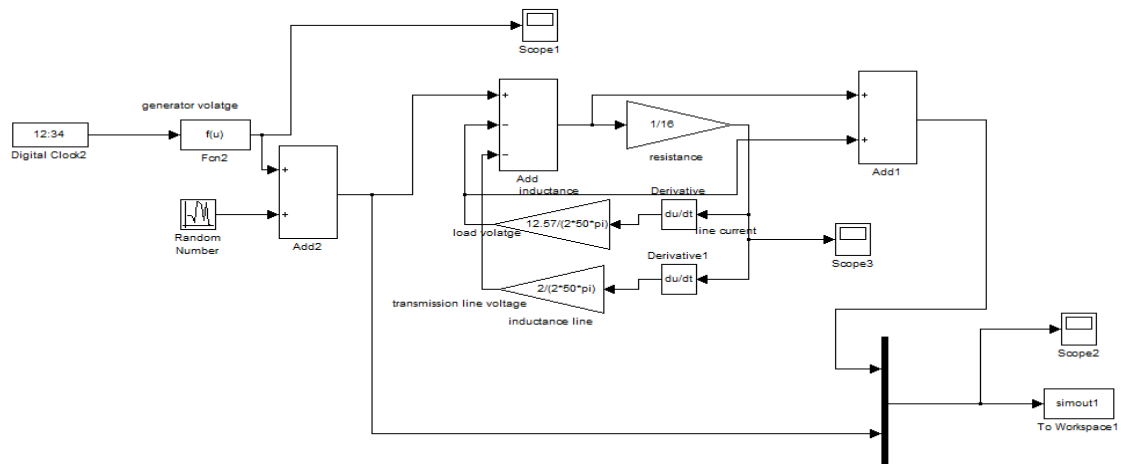 Scope1
generator volatge
12:34
Digital Clock2
f(u)
Fcn2
+
+
Add2
Random
Number
+
−
−
Add
1/16
resistance
+
+
Add1
inductance
12.57/(2*50*pi)
load volatge
Derivative
du/dt
line current
Scope3
Derivative1
du/dt
2/(2*50*pi)
transmission line voltage
inductance line
Scope2
simout1
To Workspace1